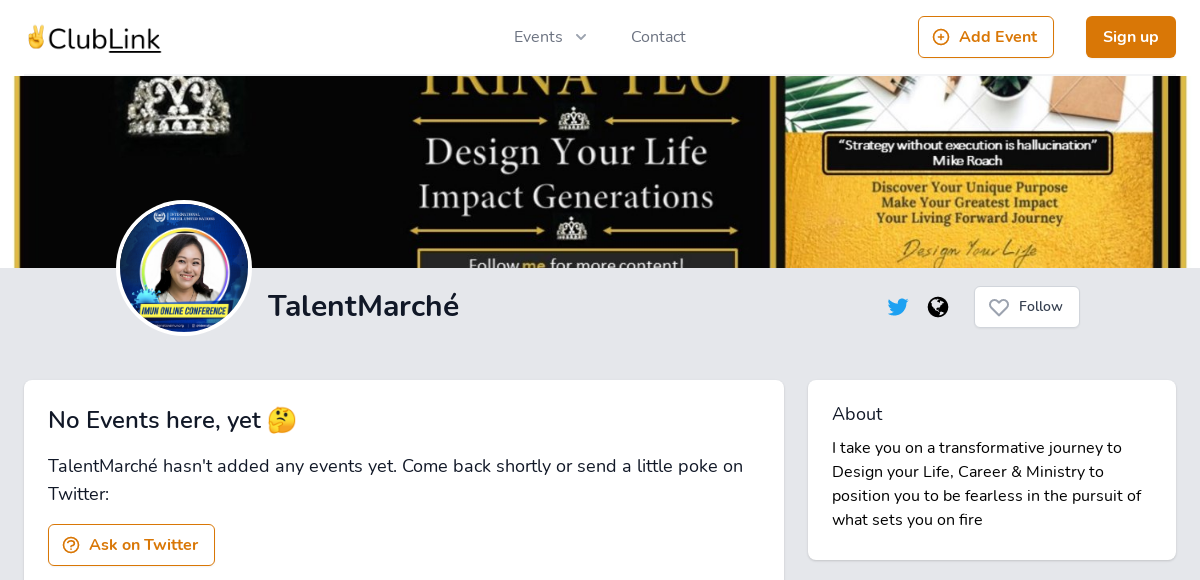 ✌️ClubLink
Events
Contact
Add Event
Sign up
TRINA TEO
Design Your Life
Impact Generations
Follow me for more content!
“Strategy without execution is hallucination”
Mike Roach
Discover Your Unique Purpose
Make Your Greatest Impact
Your Living Forward Journey
Design Your Life
IMUN ONLINE CONFERENCE
TalentMarché
Follow
No Events here, yet 🤔
TalentMarché hasn't added any events yet. Come back shortly or send a little poke on
Twitter:
Ask on Twitter
About
I take you on a transformative journey to
Design your Life, Career & Ministry to
position you to be fearless in the pursuit of
what sets you on fire